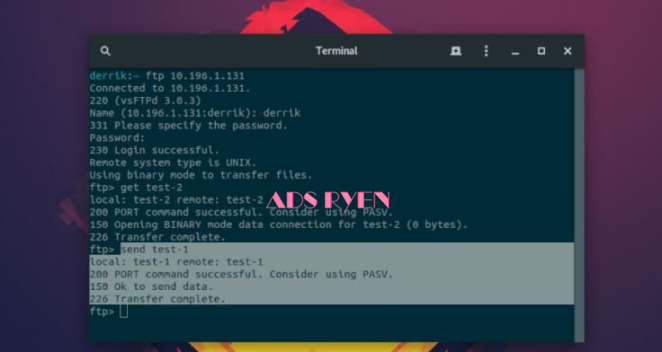 Terminal
derrik:~ ftp 10.196.1.131
Connected to 10.196.1.131.
220 (vsFTPd 3.0.3)
Name (10.196.1.131:derrik): derrik
331 Please specify the password.
Password:
230 Login successful.
Remote system type is UNIX.
Using binary mode to transfer files.
ftp> get test-2
local: test-2 remote: test-2
ADS RYEN
200 PORT command successful. Consider using PASV.
150 Opening BINARY mode data connection for test-2 (0 bytes).
226 Transfer complete.
ftp> send test-1
local: test-1 remote: test-1
200 PORT command successful. Consider using PASV.
150 Ok to send data.
226 Transfer complete.
ftp>